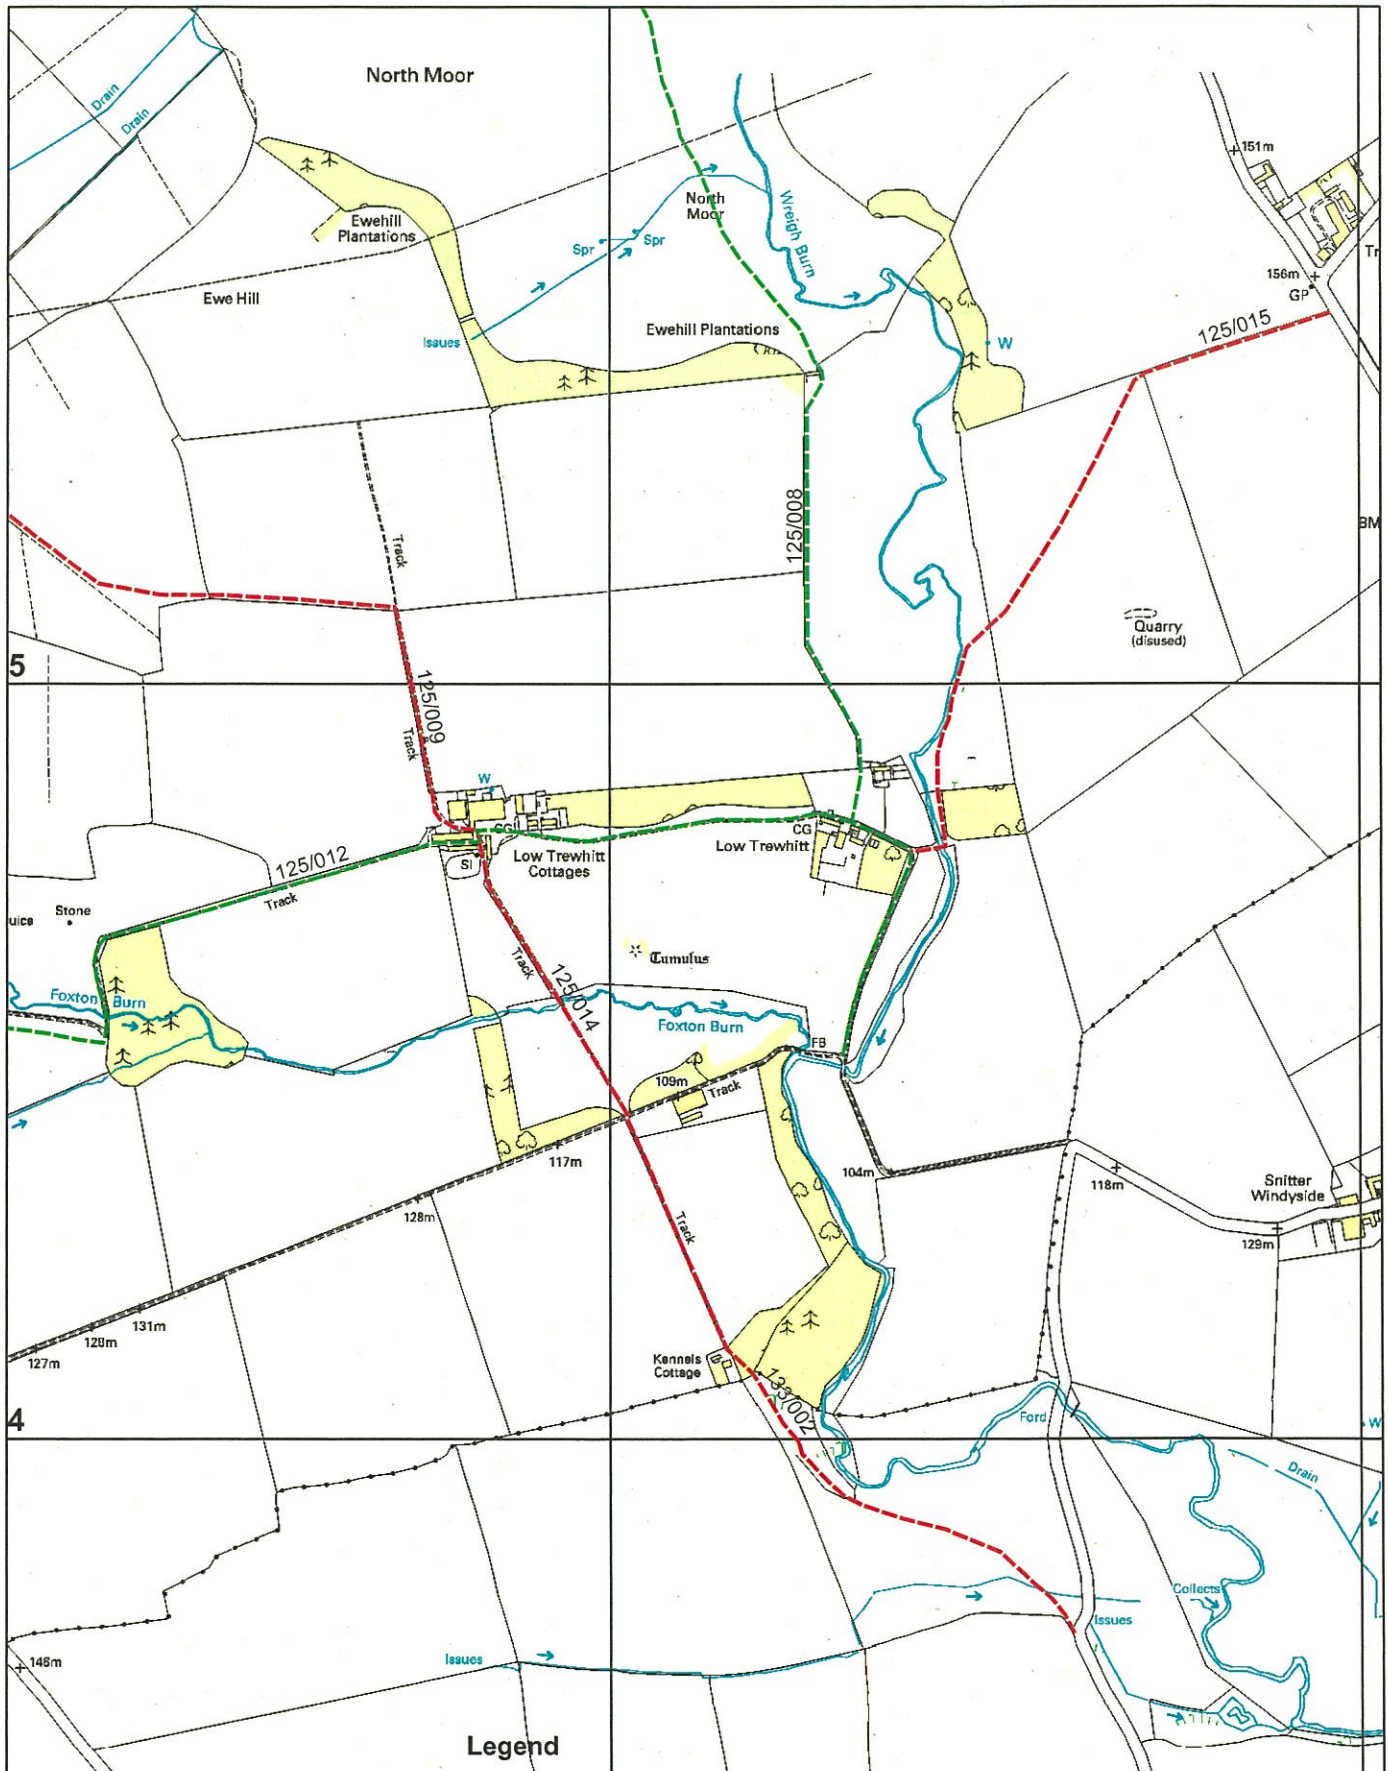 North Moor
Drain
Drain
151m
North
Moor
Wreigh Burn
Ewehill
Plantations
Spr
Spr
156m
GP
Tr
Ewe Hill
125/015
Issues
Ewehill Plantations
W
125/008
BM
Track
Quarry
(disused)
5
125/009
Track
W
CG
CG
Low Trewhitt
125/012
SI
Low Trewhitt
Cottages
Track
Stone
uice
Track
Tumulus
125/014
Foxton Burn
Foxton Burn
FB
109m
Track
117m
104m
118m
Snitter
Windyside
128m
Track
129m
131m
128m
127m
Kennels
Cottage
133/002
4
Ford
W
Drain
Collects
Issues
146m
Issues
Legend